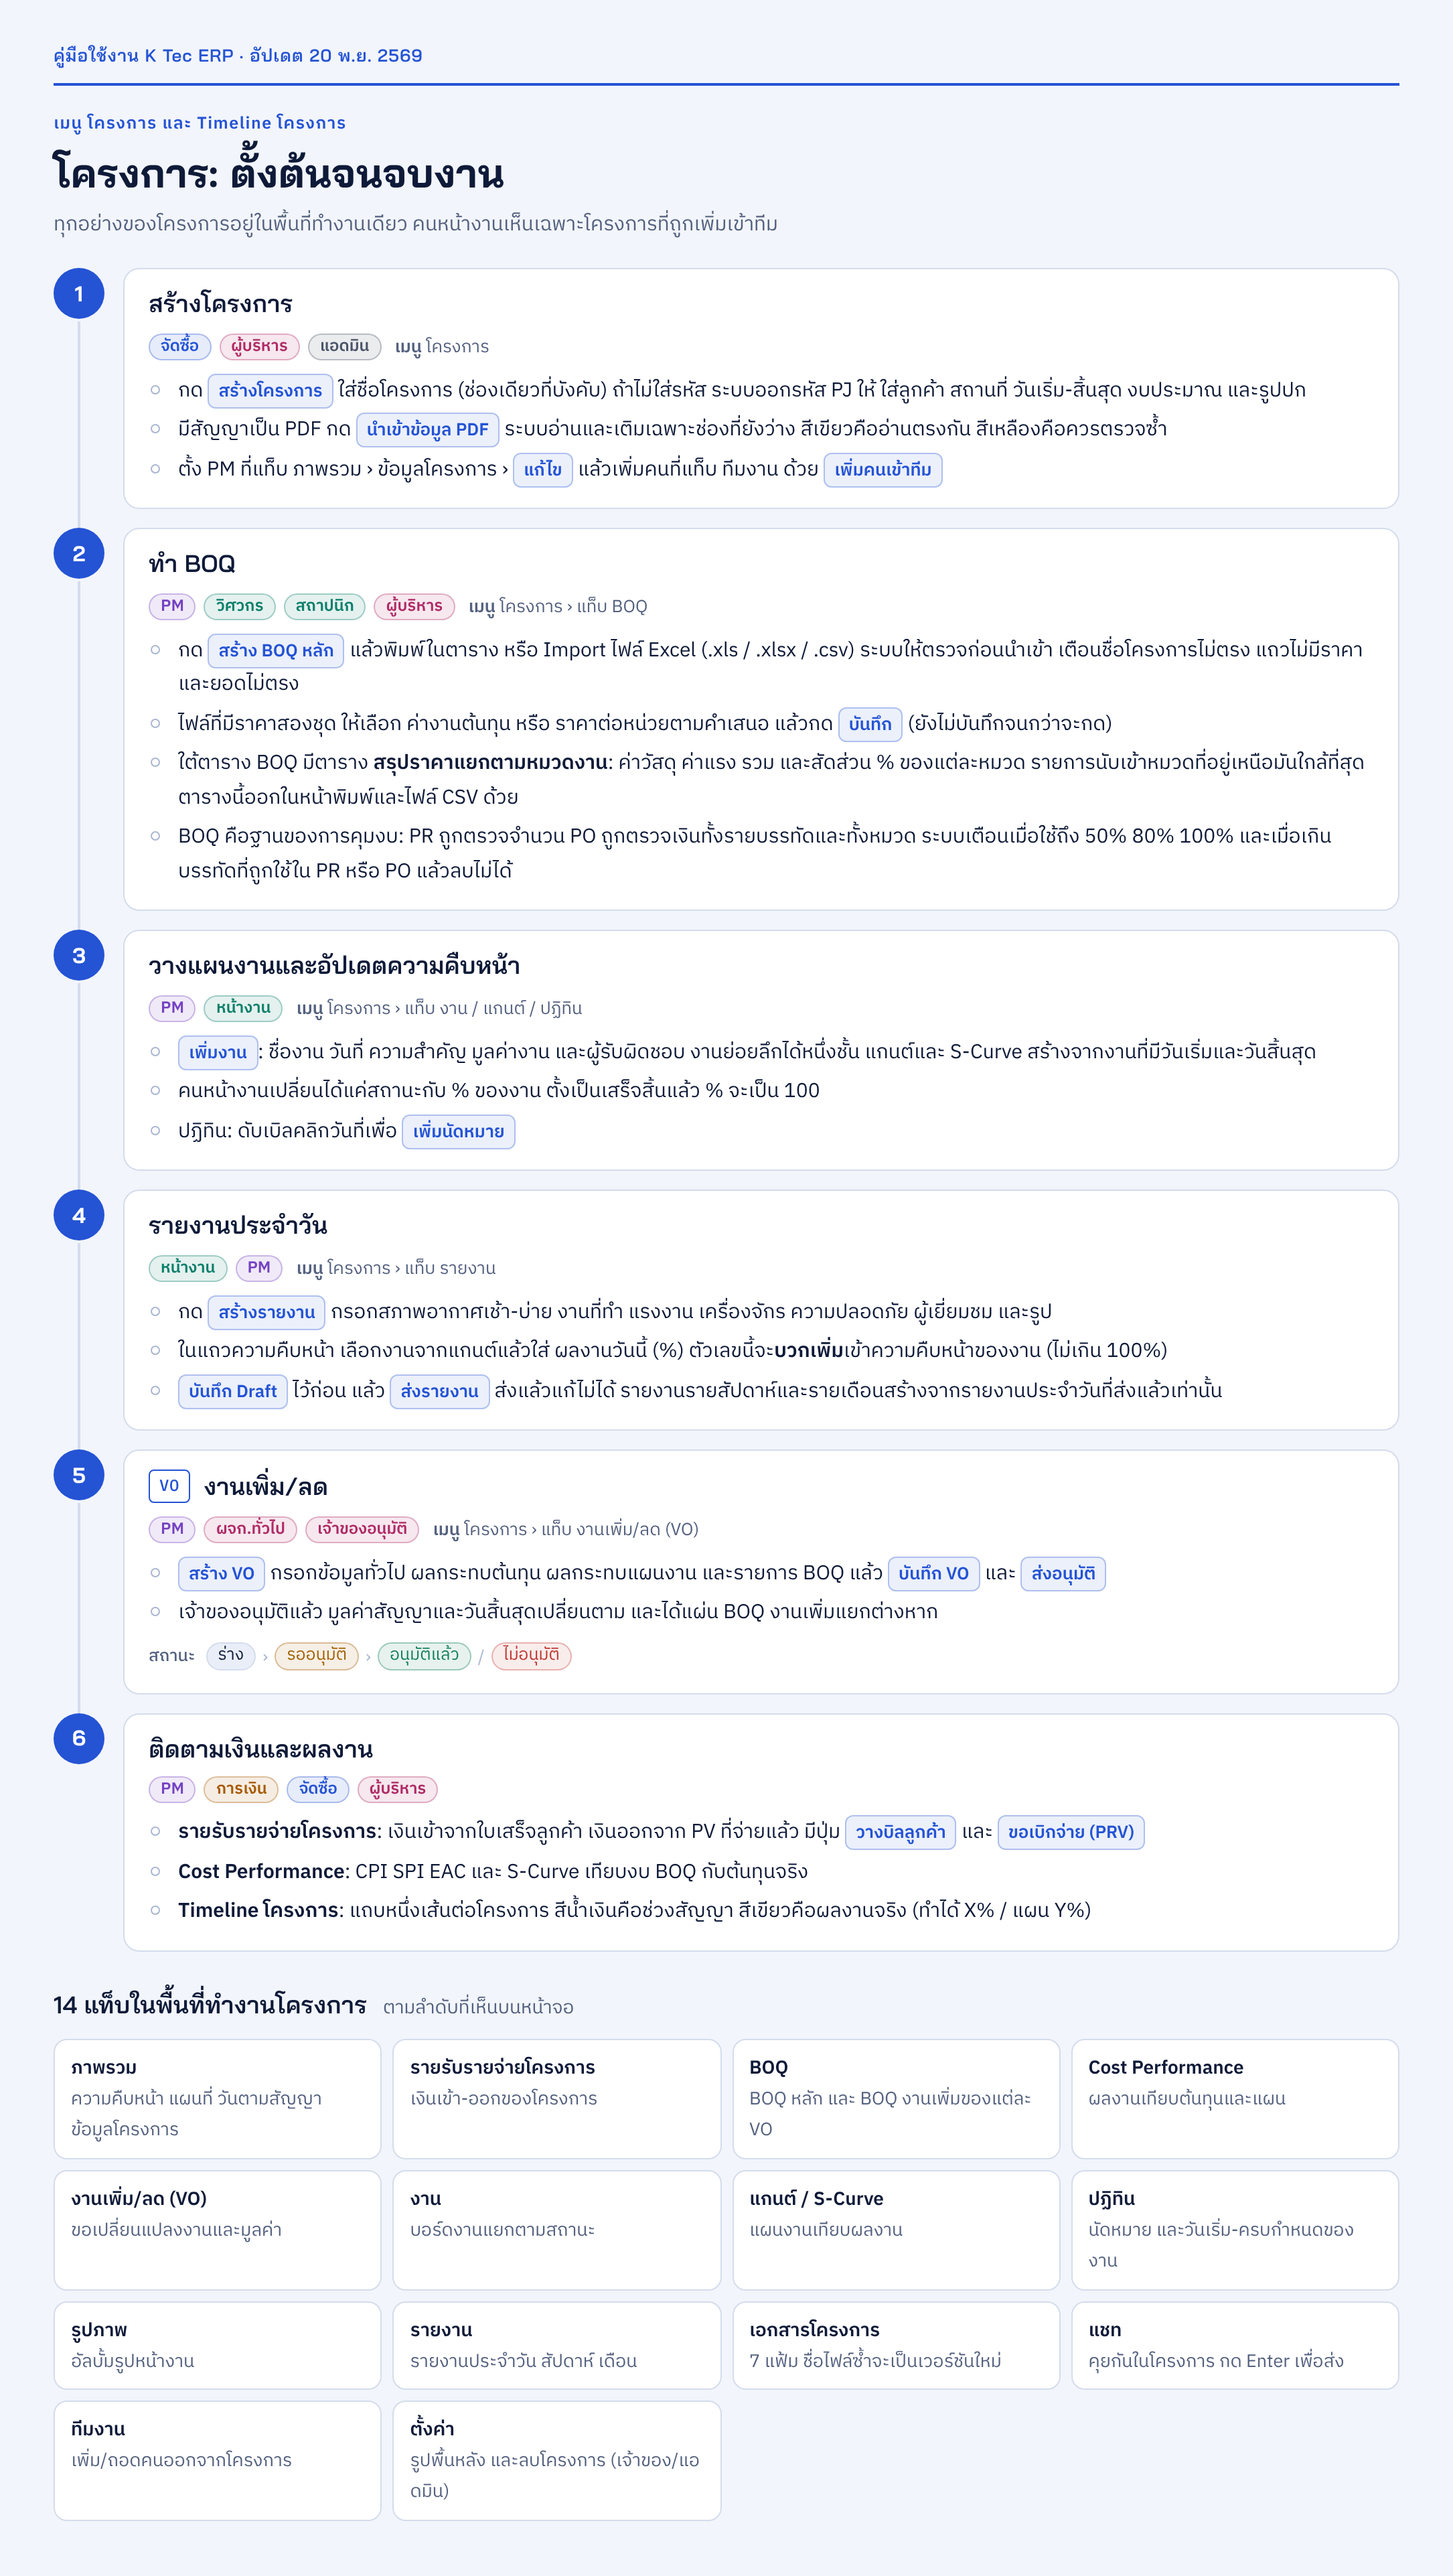 คู่มือใช้งาน K Tec ERP · อัปเดต 20 พ.ย. 2569
เมนู โครงการ และ Timeline โครงการ
โครงการ: ตั้งต้นจนจบงาน
ทุกอย่างของโครงการอยู่ในพื้นที่ทำงานเดียว คนหน้างานเห็นเฉพาะโครงการที่ถูกเพิ่มเข้าทีม
1
สร้างโครงการ
จัดซื้อ ผู้บริหาร แอดมิน เมนู โครงการ
กด สร้างโครงการ ใส่ชื่อโครงการ (ช่องเดียวที่บังคับ) ถ้าไม่ใส่รหัส ระบบออกรหัส PJ ให้ ใส่ลูกค้า สถานที่ วันเริ่ม-สิ้นสุด งบประมาณ และรูปปก
มีสัญญาเป็น PDF กด นำเข้าข้อมูล PDF ระบบอ่านและเติมเฉพาะช่องที่ยังว่าง สีเขียวคืออ่านตรงกัน สีเหลืองคือควรตรวจซ้ำ
ตั้ง PM ที่แท็บ ภาพรวม › ข้อมูลโครงการ › แก้ไข แล้วเพิ่มคนที่แท็บ ทีมงาน ด้วย เพิ่มคนเข้าทีม
2
ทำ BOQ
PM วิศวกร สถาปนิก ผู้บริหาร เมนู โครงการ › แท็บ BOQ
กด สร้าง BOQ หลัก แล้วพิมพ์ในตาราง หรือ Import ไฟล์ Excel (.xls / .xlsx / .csv) ระบบให้ตรวจก่อนนำเข้า เตือนชื่อโครงการไม่ตรง แถวไม่มีราคา
และยอดไม่ตรง
ไฟล์ที่มีราคาสองชุด ให้เลือก ค่างานต้นทุน หรือ ราคาต่อหน่วยตามคำเสนอ แล้วกด บันทึก (ยังไม่บันทึกจนกว่าจะกด)
ใต้ตาราง BOQ มีตาราง สรุปราคาแยกตามหมวดงาน: ค่าวัสดุ ค่าแรง รวม และสัดส่วน % ของแต่ละหมวด รายการนับเข้าหมวดที่อยู่เหนือมันใกล้ที่สุด
ตารางนี้ออกในหน้าพิมพ์และไฟล์ CSV ด้วย
BOQ คือฐานของการคุมงบ: PR ถูกตรวจจำนวน PO ถูกตรวจเงินทั้งรายบรรทัดและทั้งหมวด ระบบเตือนเมื่อใช้ถึง 50% 80% 100% และเมื่อเกิน
บรรทัดที่ถูกใช้ใน PR หรือ PO แล้วลบไม่ได้
3
วางแผนงานและอัปเดตความคืบหน้า
PM หน้างาน เมนู โครงการ › แท็บ งาน / แกนต์ / ปฏิทิน
เพิ่มงาน : ชื่องาน วันที่ ความสำคัญ มูลค่างาน และผู้รับผิดชอบ งานย่อยลึกได้หนึ่งชั้น แกนต์และ S-Curve สร้างจากงานที่มีวันเริ่มและวันสิ้นสุด
คนหน้างานเปลี่ยนได้แค่สถานะกับ % ของงาน ตั้งเป็นเสร็จสิ้นแล้ว % จะเป็น 100
ปฏิทิน: ดับเบิลคลิกวันที่เพื่อ เพิ่มนัดหมาย
4
รายงานประจำวัน
หน้างาน PM เมนู โครงการ › แท็บ รายงาน
กด สร้างรายงาน กรอกสภาพอากาศเช้า-บ่าย งานที่ทำ แรงงาน เครื่องจักร ความปลอดภัย ผู้เยี่ยมชม และรูป
ในแถวความคืบหน้า เลือกงานจากแกนต์แล้วใส่ ผลงานวันนี้ (%) ตัวเลขนี้จะบวกเพิ่มเข้าความคืบหน้าของงาน (ไม่เกิน 100%)
บันทึก Draft ไว้ก่อน แล้ว ส่งรายงาน ส่งแล้วแก้ไม่ได้ รายงานรายสัปดาห์และรายเดือนสร้างจากรายงานประจำวันที่ส่งแล้วเท่านั้น
5
VO งานเพิ่ม/ลด
PM ผจก.ทั่วไป เจ้าของอนุมัติ เมนู โครงการ › แท็บ งานเพิ่ม/ลด (VO)
สร้าง VO กรอกข้อมูลทั่วไป ผลกระทบต้นทุน ผลกระทบแผนงาน และรายการ BOQ แล้ว บันทึก VO และ ส่งอนุมัติ
เจ้าของอนุมัติแล้ว มูลค่าสัญญาและวันสิ้นสุดเปลี่ยนตาม และได้แผ่น BOQ งานเพิ่มแยกต่างหาก
สถานะ ร่าง › รออนุมัติ › อนุมัติแล้ว / ไม่อนุมัติ
6
ติดตามเงินและผลงาน
PM การเงิน จัดซื้อ ผู้บริหาร
รายรับรายจ่ายโครงการ: เงินเข้าจากใบเสร็จลูกค้า เงินออกจาก PV ที่จ่ายแล้ว มีปุ่ม วางบิลลูกค้า และ ขอเบิกจ่าย (PRV)
Cost Performance: CPI SPI EAC และ S-Curve เทียบงบ BOQ กับต้นทุนจริง
Timeline โครงการ: แถบหนึ่งเส้นต่อโครงการ สีน้ำเงินคือช่วงสัญญา สีเขียวคือผลงานจริง (ทำได้ X% / แผน Y%)
14 แท็บในพื้นที่ทำงานโครงการ ตามลำดับที่เห็นบนหน้าจอ
ภาพรวม
ความคืบหน้า แผนที่ วันตามสัญญา
ข้อมูลโครงการ
รายรับรายจ่ายโครงการ
เงินเข้า-ออกของโครงการ
BOQ
BOQ หลัก และ BOQ งานเพิ่มของแต่ละ
VO
Cost Performance
ผลงานเทียบต้นทุนและแผน
งานเพิ่ม/ลด (VO)
ขอเปลี่ยนแปลงงานและมูลค่า
งาน
บอร์ดงานแยกตามสถานะ
แกนต์ / S-Curve
แผนงานเทียบผลงาน
ปฏิทิน
นัดหมาย และวันเริ่ม-ครบกำหนดของ
งาน
รูปภาพ
อัลบั้มรูปหน้างาน
รายงาน
รายงานประจำวัน สัปดาห์ เดือน
เอกสารโครงการ
7 แฟ้ม ชื่อไฟล์ซ้ำจะเป็นเวอร์ชันใหม่
แชท
คุยกันในโครงการ กด Enter เพื่อส่ง
ทีมงาน
เพิ่ม/ถอดคนออกจากโครงการ
ตั้งค่า
รูปพื้นหลัง และลบโครงการ (เจ้าของ/แอ
ดมิน)